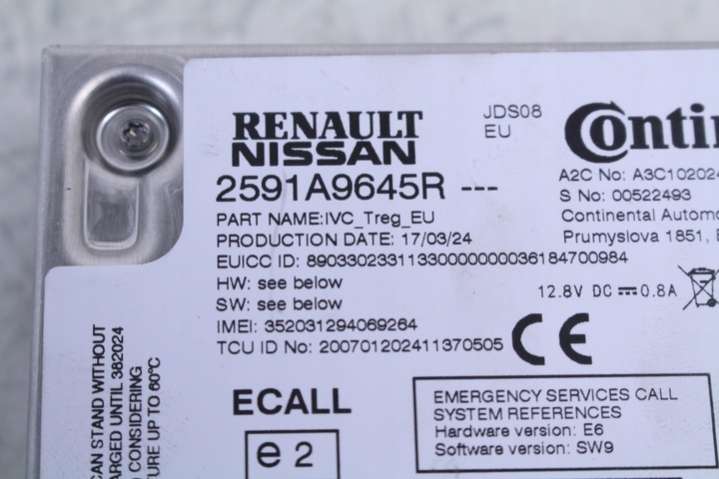 RENAULT
NISSAN
JDS08
EU
Conti
2591A9645R ---
A2C No: A3C102024
S No: 00522493
Continental Automo
Prumyslova 1851,
PART NAME:IVC_Treg_EU
PRODUCTION DATE: 17/03/24
EUICC ID: 89033023311330000000036184700984
HW: see below
SW: see below
12.8V DC 0.8A
IMEI: 352031294069264
TCU ID No: 200701202411370505
CE
ECALL
e 2
EMERGENCY SERVICES CALL
SYSTEM REFERENCES
Hardware version: E6
Software version: SW9
CAN STAND WITHOUT
ARGED UNTIL 382024
CONSIDERING
TURE UP TO 60°C